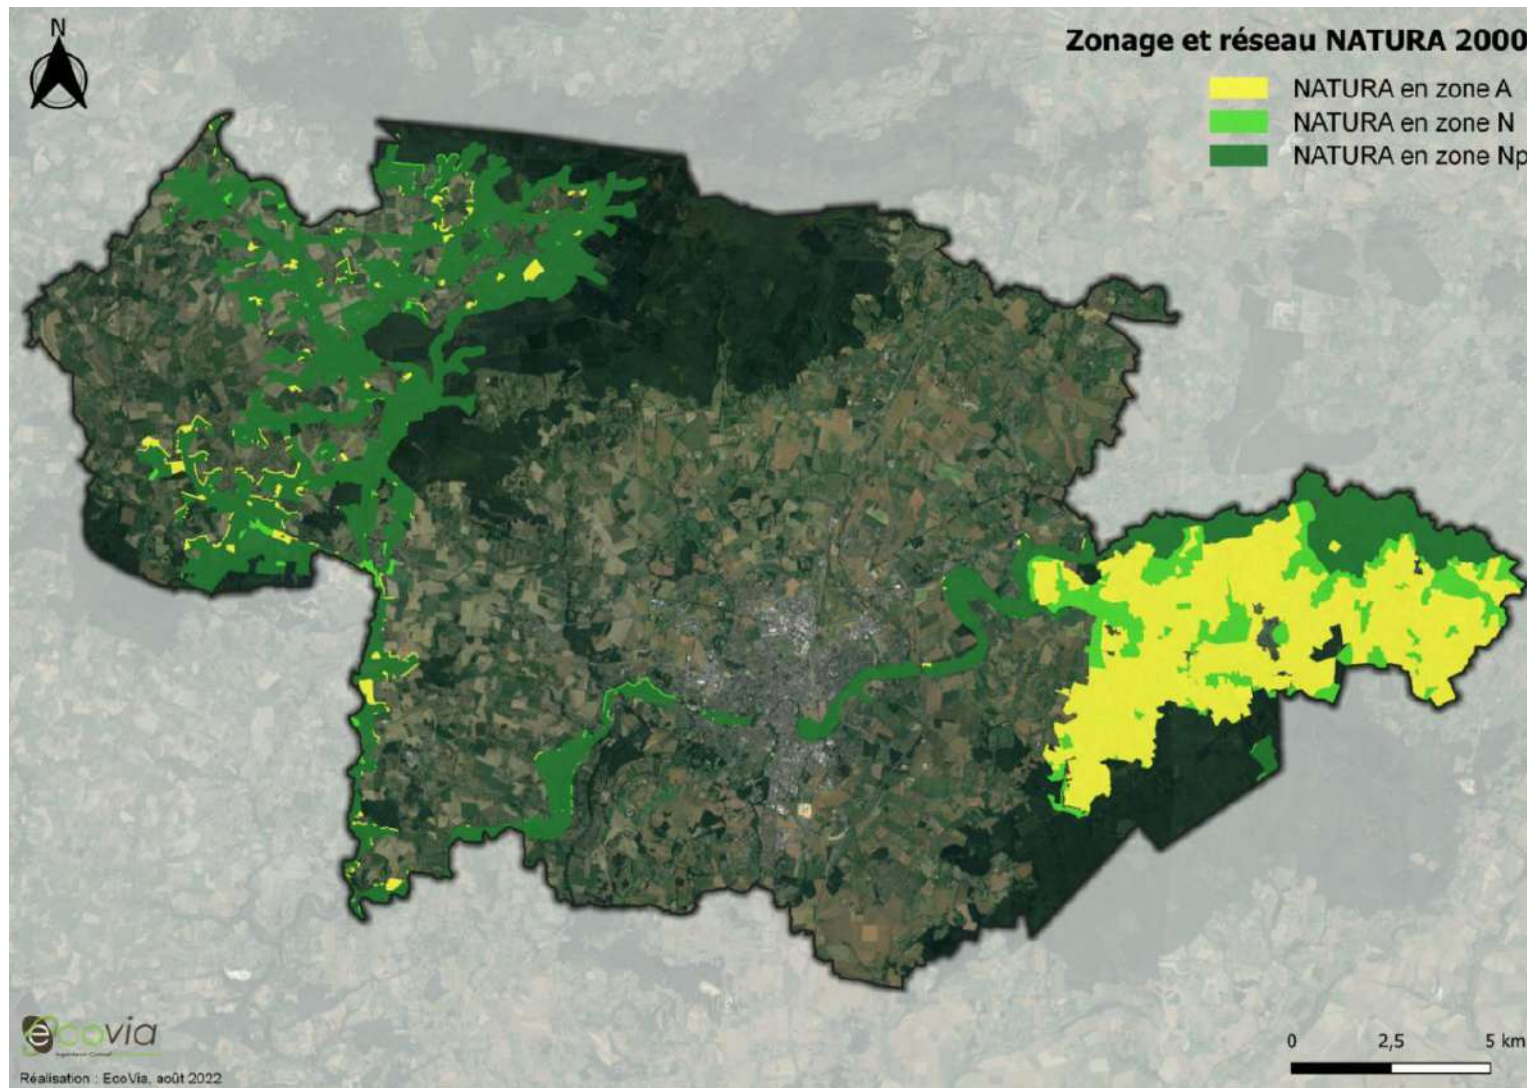 N
Zonage et réseau NATURA 2000
NATURA en zone A
NATURA en zone N
NATURA en zone Np
ecovia
Réalisation : EcoVia, août 2022
0 2,5 5 km